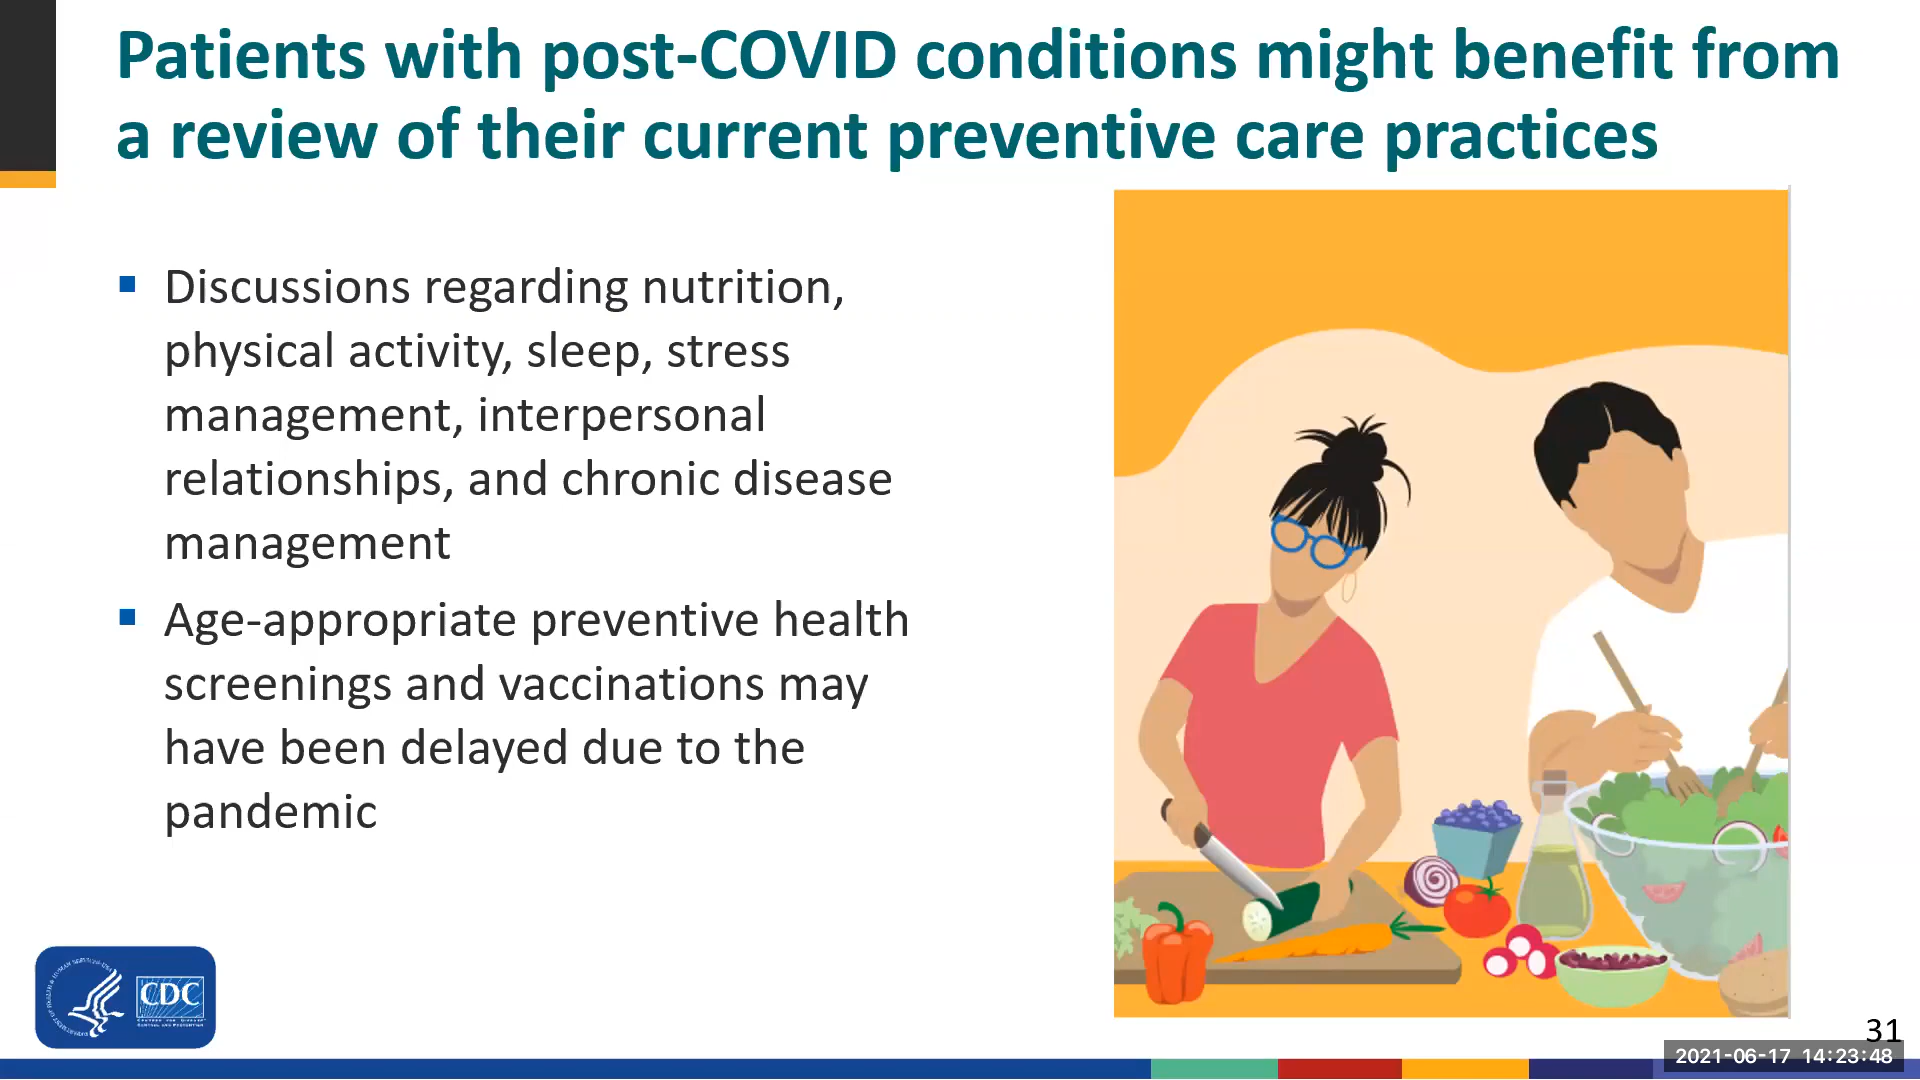 Patients with post-COVID conditions might benefit from
a review of their current preventive care practices
▪ Discussions regarding nutrition,
physical activity, sleep, stress
management, interpersonal
relationships, and chronic disease
management
▪ Age-appropriate preventive health
screenings and vaccinations may
have been delayed due to the
pandemic
CDC
31
2021-06-17 14:23:48